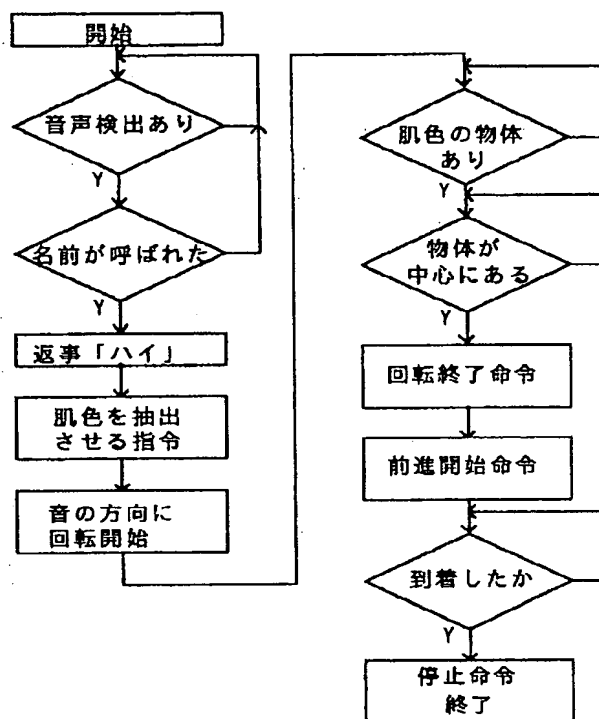 開始
音声検出あり
Y
名前が呼ばれた
Y
返事「ハイ」
肌色を抽出
させる指令
音の方向に
回転開始
肌色の物体
あり
Y
物体が
中心にある
Y
回転終了命令
前進開始命令
到着したか
Y
停止命令
終了